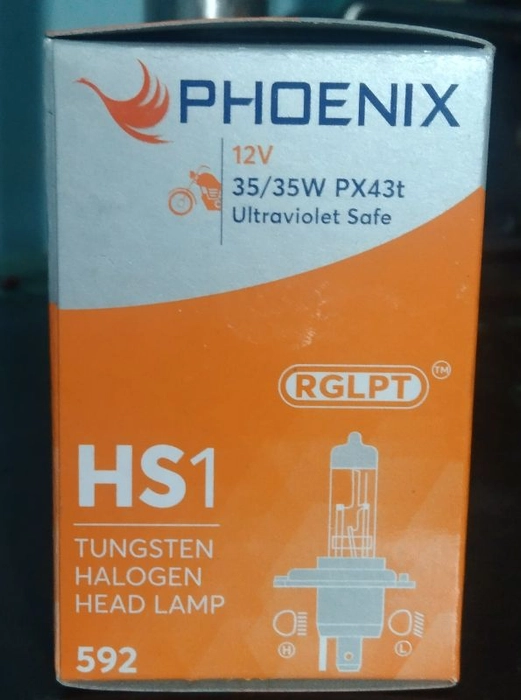 PHOENIX
12V
35/35W PX43t
Ultraviolet Safe
RGLPT TM
HS1
TUNGSTEN
HALOGEN
HEAD LAMP
H L
592